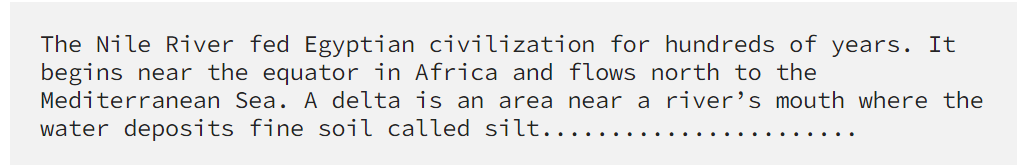 The Nile River fed Egyptian civilization for hundreds of years. It
begins near the equator in Africa and flows north to the
Mediterranean Sea. A delta is an area near a river’s mouth where the
water deposits fine soil called silt.......................